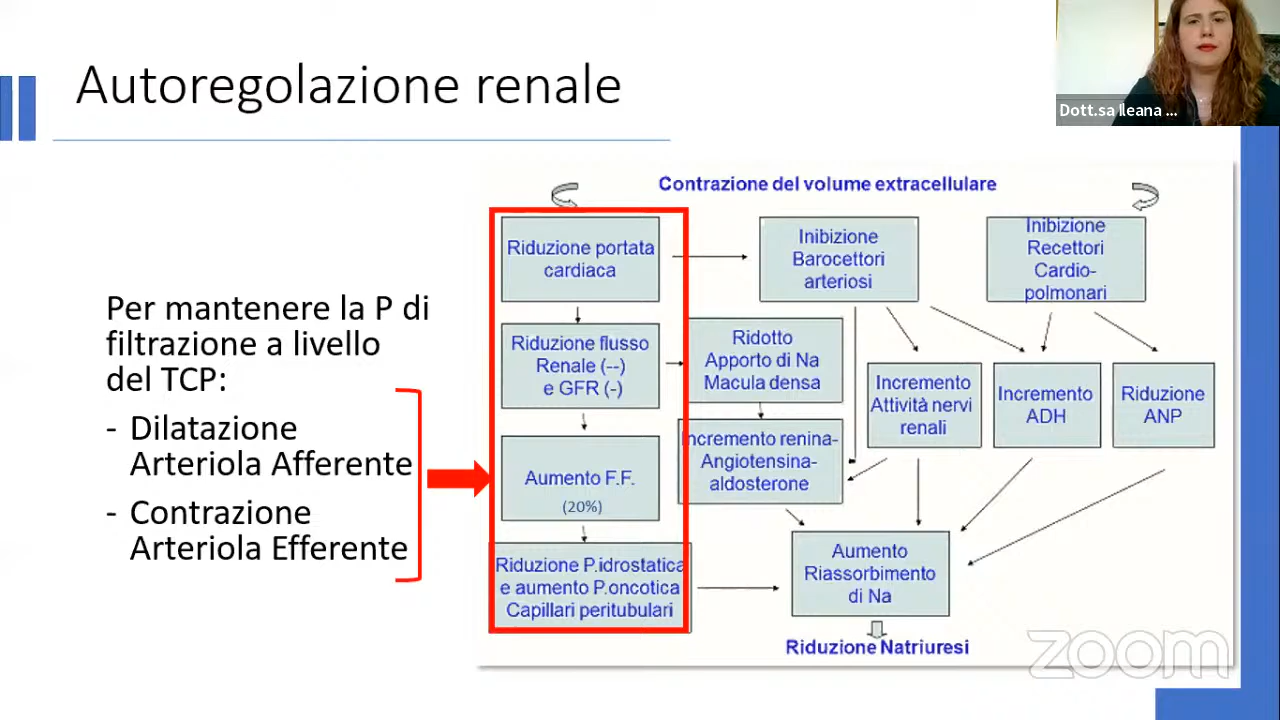 Autoregolazione renale
Dott.sa Ileana ...
Per mantenere la P di
filtrazione a livello
del TCP:
- Dilatazione
Arteriola Afferente
- Contrazione
Arteriola Efferente
Contrazione del volume extracellulare
Riduzione portata
cardiaca
Inibizione
Barocettori
arteriosi
Inibizione
Recettori
Cardio-
polmonari
Riduzione flusso
Renale (--)
e GFR (-)
Ridotto
Apporto di Na
Macula densa
Incremento
Attività nervi
renali
Incremento
ADH
Riduzione
ANP
Aumento F.F.
(20%)
Incremento renina-
Angiotensina-
aldosterone
Riduzione P.idrostatica
e aumento P.oncotica
Capillari peritubulari
Aumento
Riassorbimento
di Na
Riduzione Natriuresi
zoom